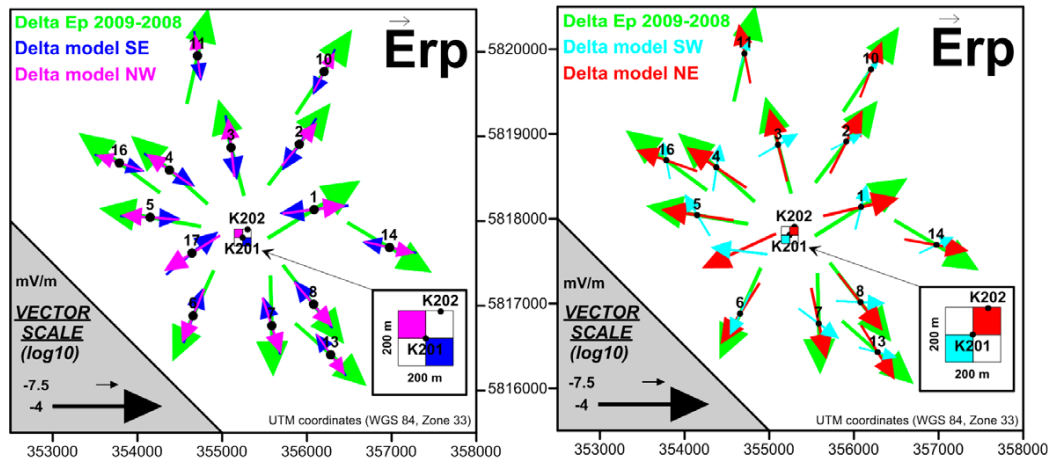 Delta Ep 2009-2008
Delta model SE
Delta model NW
Erp
11
10
3
2
16
4
5
1
14
17
K202
K201
8
6
7
13
mV/m
VECTOR
SCALE
(log10)
-7.5
-4
K202
K201
200 m
200 m
UTM coordinates (WGS 84, Zone 33)
353000 354000 355000 356000 357000 358000
5820000
5819000
5818000
5817000
5816000
Delta Ep 2009-2008
Delta model SW
Delta model NE
Erp
11
10
3
2
16
4
5
1
14
K202
K201
8
6
7
13
mV/m
VECTOR
SCALE
(log10)
-7.5
-4
K202
K201
200 m
200 m
UTM coordinates (WGS 84, Zone 33)
353000 354000 355000 356000 357000 358000